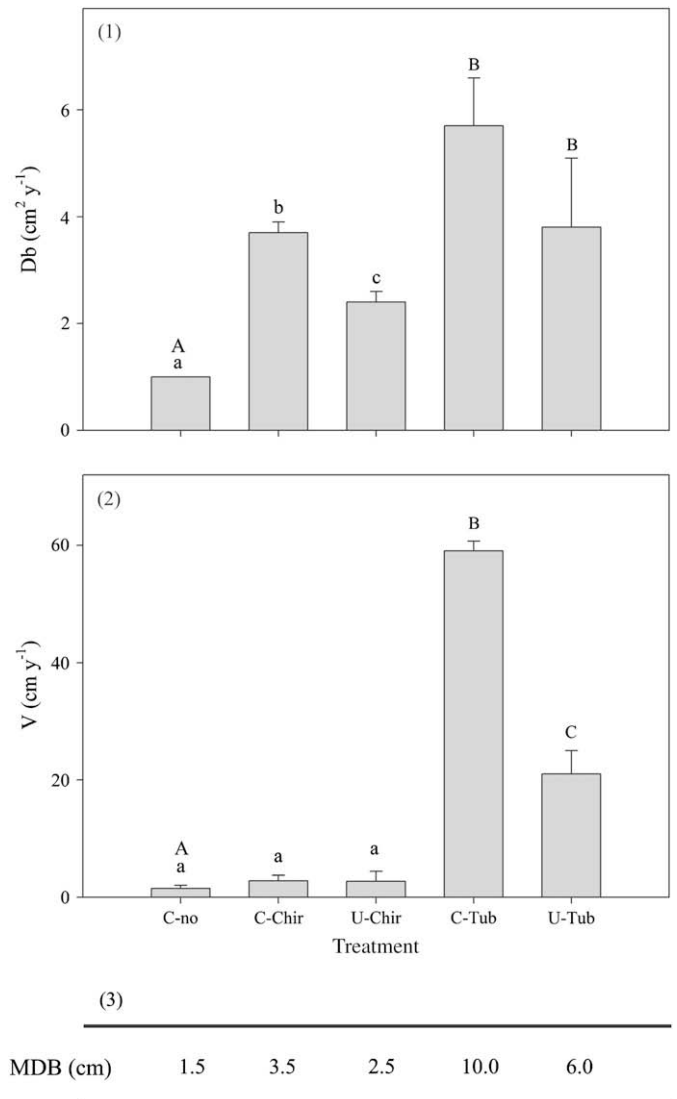 (1)
Db (cm² y⁻¹)
6
4
2
0
A
a
b
c
B
B
(2)
V (cm y⁻¹)
60
40
20
0
A
a
a
a
B
C
C-no C-Chir U-Chir C-Tub U-Tub
Treatment
(3)
MDB (cm) 1.5 3.5 2.5 10.0 6.0